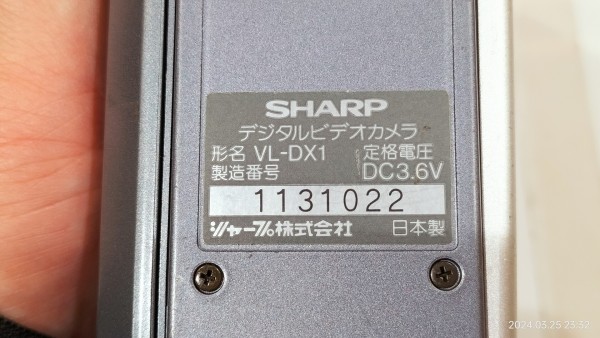 SHARP
デジタルビデオカメラ
形名 VL-DX1 定格電圧
製造番号 DC3.6V
1131022
シャープ株式会社 日本製
2024.03.25 23:32